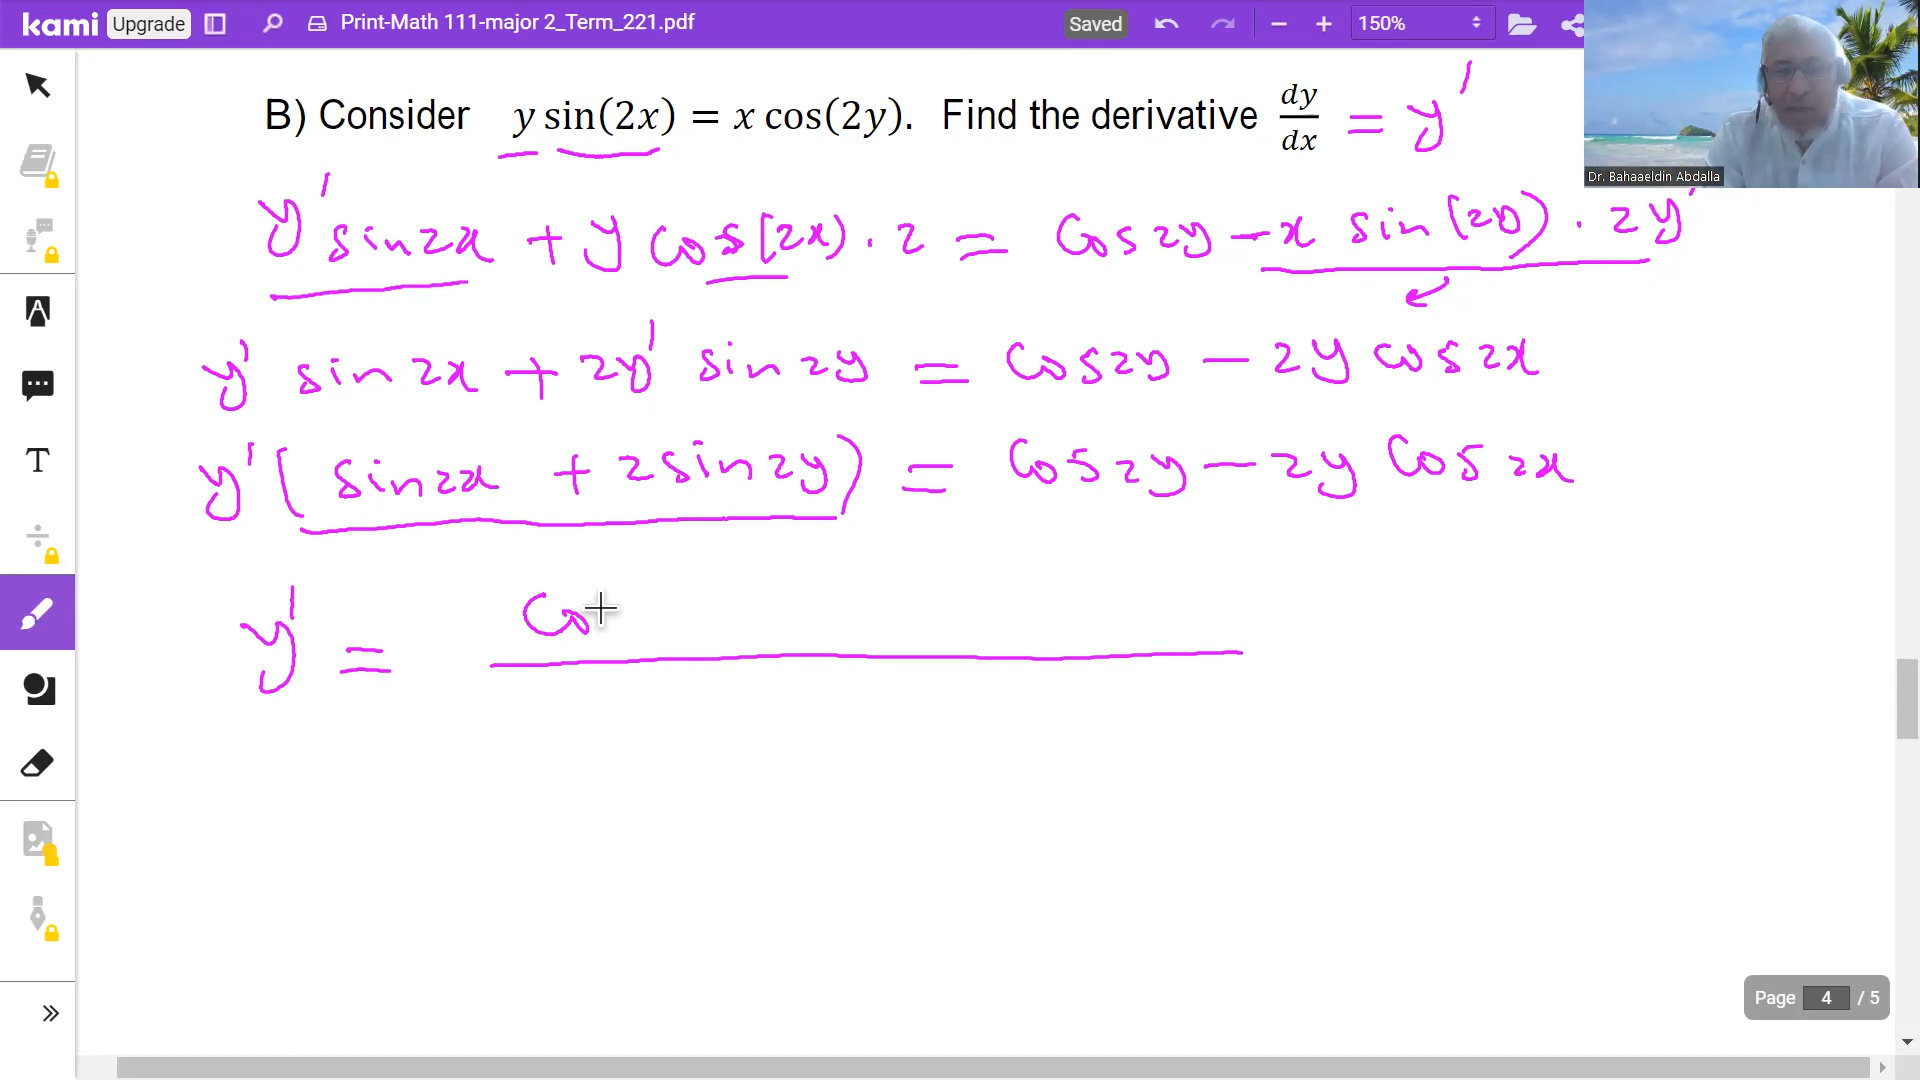 kami Upgrade Print-Math 111-major 2_Term_221.pdf Saved 150%
B) Consider y sin(2x) = x cos(2y). Find the derivative dy/dx = y'
Dr. Bahaaeldin Abdalla
y' sin2x + y cos(2x) . 2 = Cos2y - x sin(2y) . 2y'
y' sin2x + 2y' sin2y = Cos2y - 2y cos2x
y' ( sin2x + 2sin2y ) = Cos2y - 2y Cos2x
y' = Co
Page 4 / 5